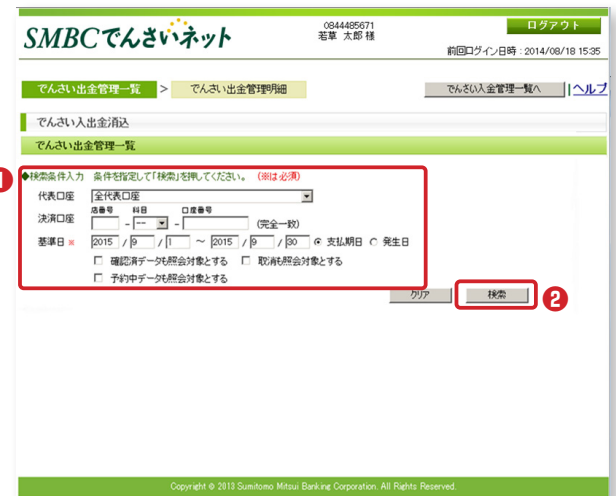 SMBCでんさいネット
0844485671
若草 太郎 様
ログアウト
前回ログイン日時：2014/08/18 15:35
でんさい出金管理一覧 > でんさい出金管理明細
でんさい入金管理一覧へ |ヘルプ
でんさい入出金消込
でんさい出金管理一覧
1
◆検索条件入力 条件を指定して「検索」を押してください。 (※は必須)
代表口座 全代表口座
店番号 科目 口座番号
決済口座 - -- - (完全一致)
基準日 ※ 2015 / 9 / 1 ～ 2015 / 9 / 30 支払期日 発生日
確認済データも照会対象とする 取消も照会対象とする
予約中データも照会対象とする
クリア 検索 2
Copyright © 2013 Sumitomo Mitsui Banking Corporation. All Rights Reserved.